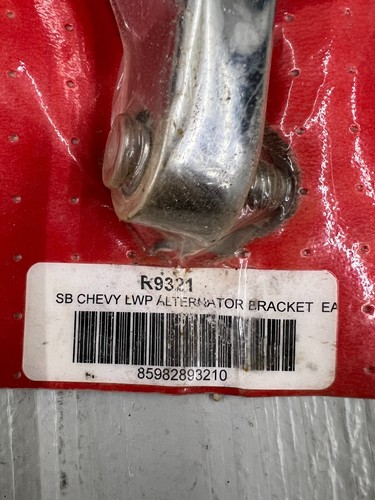 R9321
SB CHEVY LWP ALTERNATOR BRACKET EA
85982893210